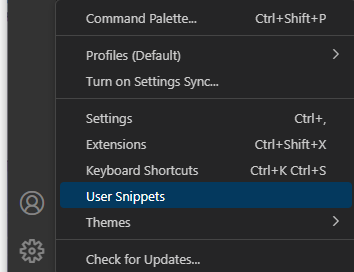 Command Palette... Ctrl+Shift+P
Profiles (Default)
Turn on Settings Sync...
Settings Ctrl+,
Extensions Ctrl+Shift+X
Keyboard Shortcuts Ctrl+K Ctrl+S
User Snippets
Themes
Check for Updates...